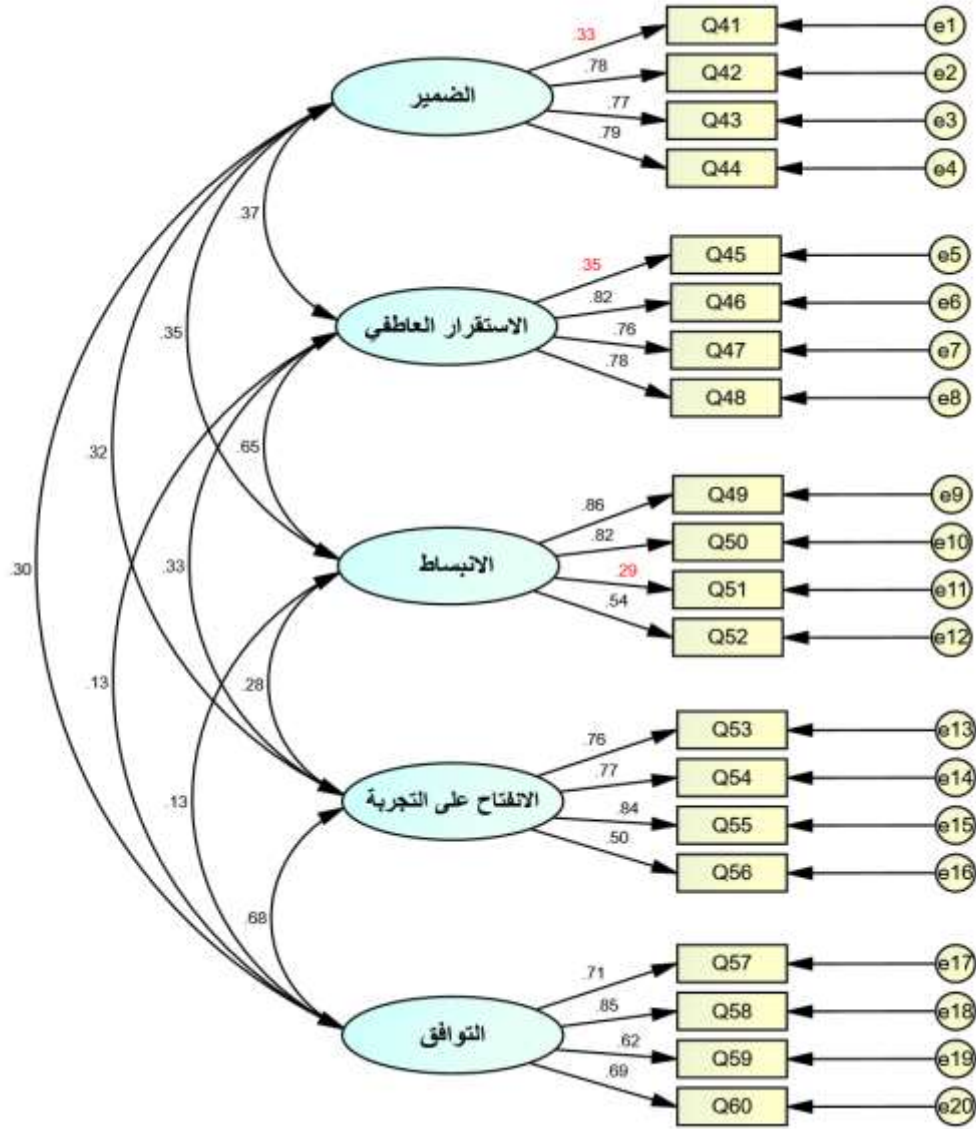 .33 Q41 e1
.78 Q42 e2
الضمير
.77 Q43 e3
.79 Q44 e4
.37
.35 Q45 e5
.82 Q46 e6
الاستقرار العاطفي
.35
.76 Q47 e7
.78 Q48 e8
.65
.32
.86 Q49 e9
.82 Q50 e10
الانبساط
.33
.30
.29 Q51 e11
.54 Q52 e12
.13
.28
.76 Q53 e13
.77 Q54 e14
الانفتاح على التجربة
.13
.84 Q55 e15
.50 Q56 e16
.68
.71 Q57 e17
.85 Q58 e18
التوافق
.62 Q59 e19
.69 Q60 e20